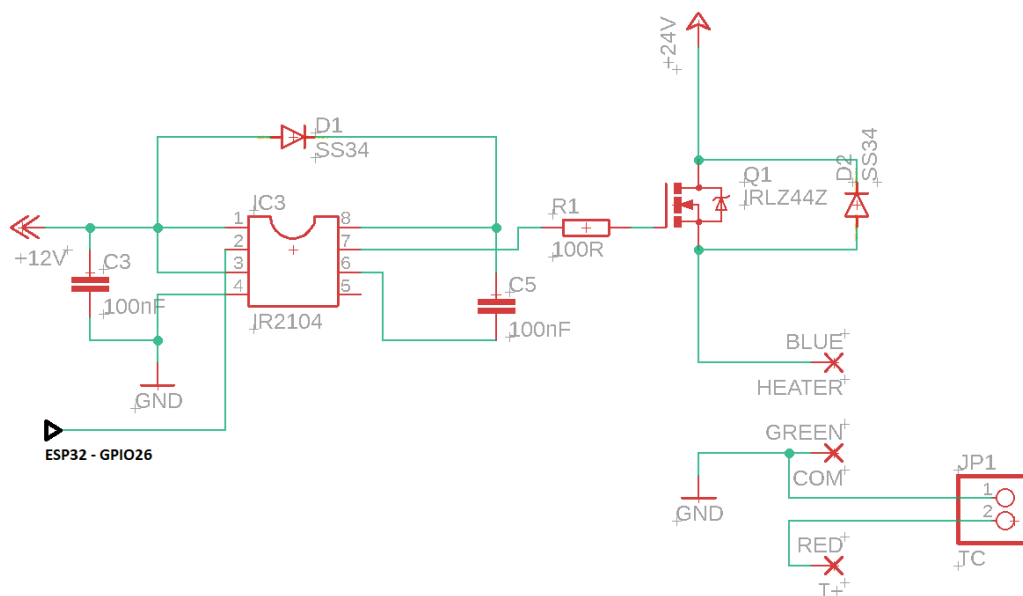 +24V
D1
SS34
D2
SS34
Q1
IRLZ44Z
IC3
R1
100R
1
2
3
4
8
7
6
5
+12V
C3
100nF
C5
100nF
IR2104
GND
ESP32 - GPIO26
BLUE
HEATER
GREEN
COM
GND
JP1
1
2
RED
TC